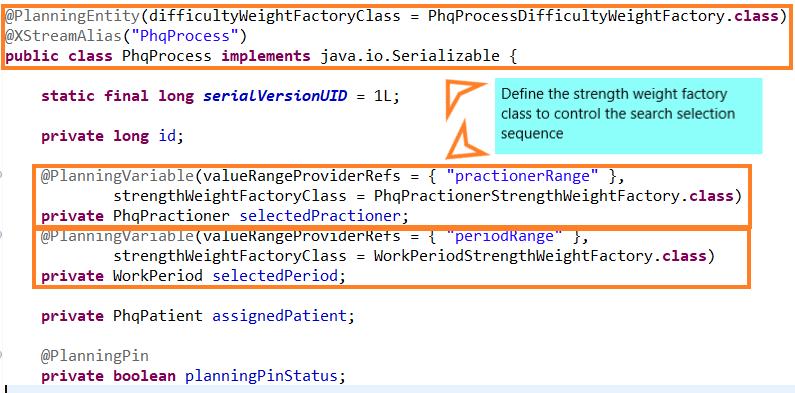 @PlanningEntity(difficultyWeightFactoryClass = PhqProcessDifficultyWeightFactory.class)
@XStreamAlias("PhqProcess")
public class PhqProcess implements java.io.Serializable {
static final long serialVersionUID = 1L;
Define the strength weight factory
class to control the search selection
sequence
private long id;
@PlanningVariable(valueRangeProviderRefs = { "practionerRange" },
strengthWeightFactoryClass = PhqPractionerStrengthWeightFactory.class)
private PhqPractioner selectedPractioner;
@PlanningVariable(valueRangeProviderRefs = { "periodRange" },
strengthWeightFactoryClass = WorkPeriodStrengthWeightFactory.class)
private WorkPeriod selectedPeriod;
private PhqPatient assignedPatient;
@PlanningPin
private boolean planningPinStatus;